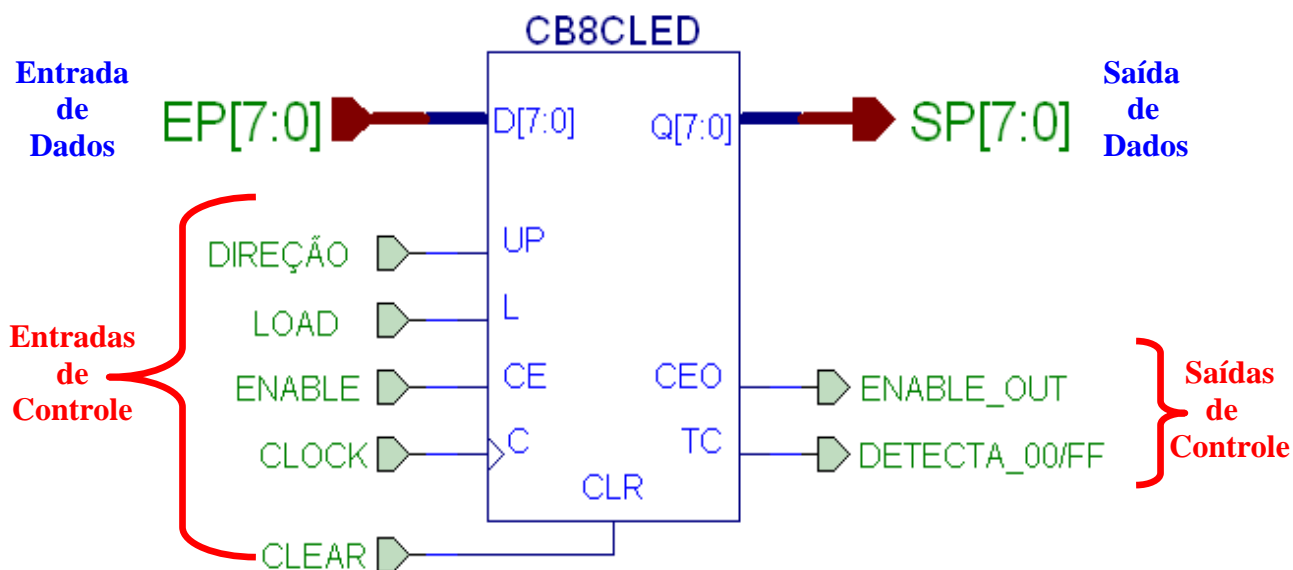 CB8CLED
Entrada
de
Dados
EP[7:0]
D[7:0]
Q[7:0]
SP[7:0]
Saída
de
Dados
DIREÇÃO
UP
LOAD
L
Entradas
de
Controle
ENABLE
CE
CEO
ENABLE_OUT
CLOCK
C
TC
DETECTA_00/FF
Saídas
de
Controle
CLR
CLEAR